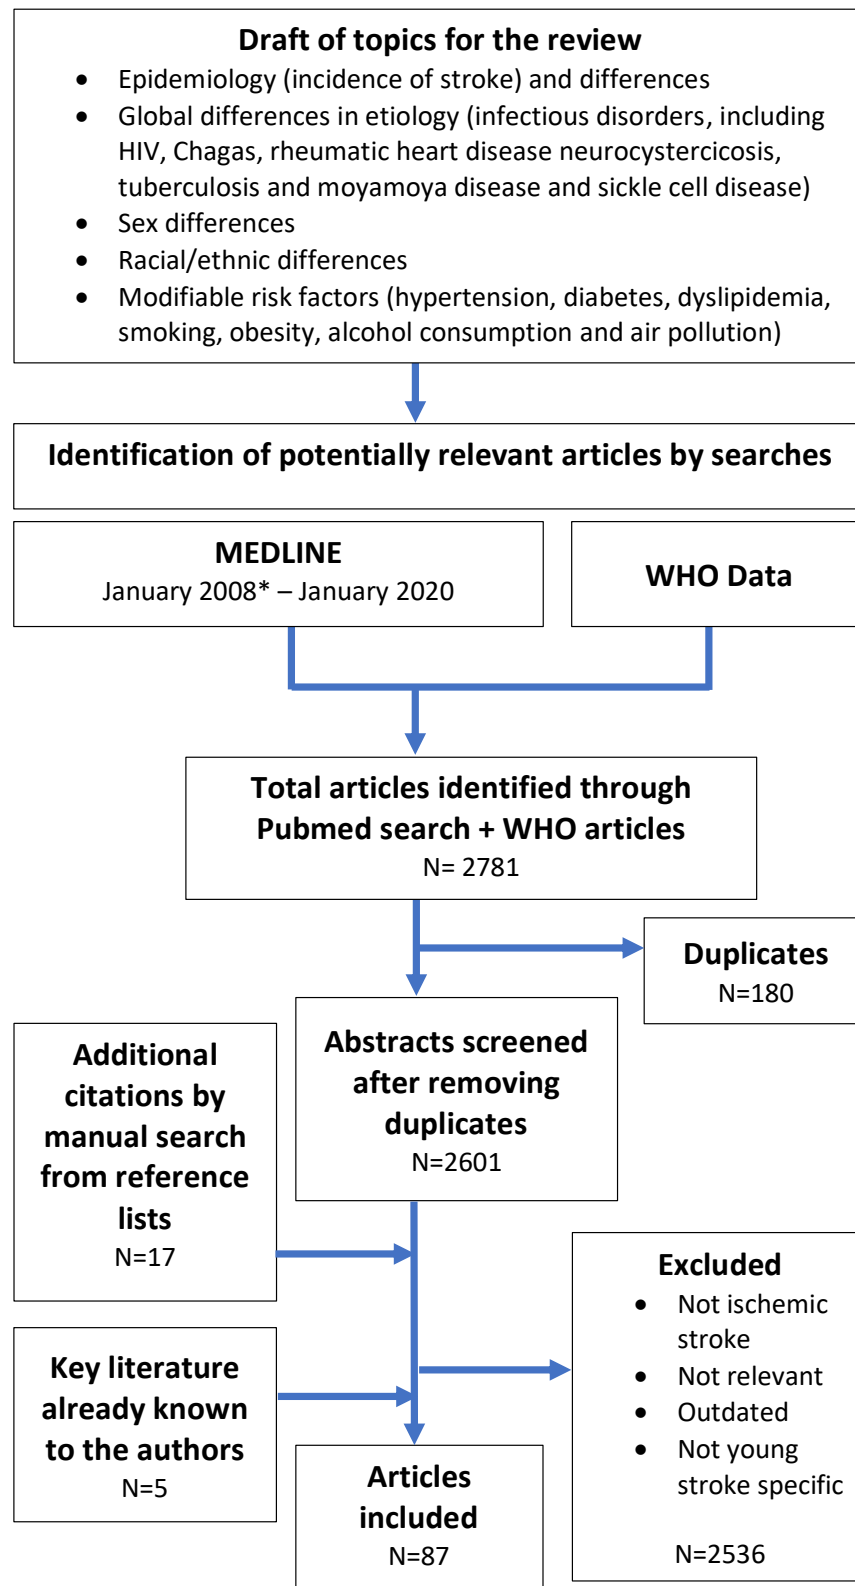 Draft of topics for the review
• Epidemiology (incidence of stroke) and differences
• Global differences in etiology (infectious disorders, including
HIV, Chagas, rheumatic heart disease neurocystercicosis,
tuberculosis and moyamoya disease and sickle cell disease)
• Sex differences
• Racial/ethnic differences
• Modifiable risk factors (hypertension, diabetes, dyslipidemia,
smoking, obesity, alcohol consumption and air pollution)
Identification of potentially relevant articles by searches
MEDLINE
January 2008* – January 2020
WHO Data
Total articles identified through
Pubmed search + WHO articles
N= 2781
Duplicates
N=180
Abstracts screened
after removing
duplicates
N=2601
Additional
citations by
manual search
from reference
lists
N=17
Excluded
• Not ischemic
stroke
• Not relevant
• Outdated
• Not young
stroke specific
N=2536
Key literature
already known
to the authors
N=5
Articles
included
N=87